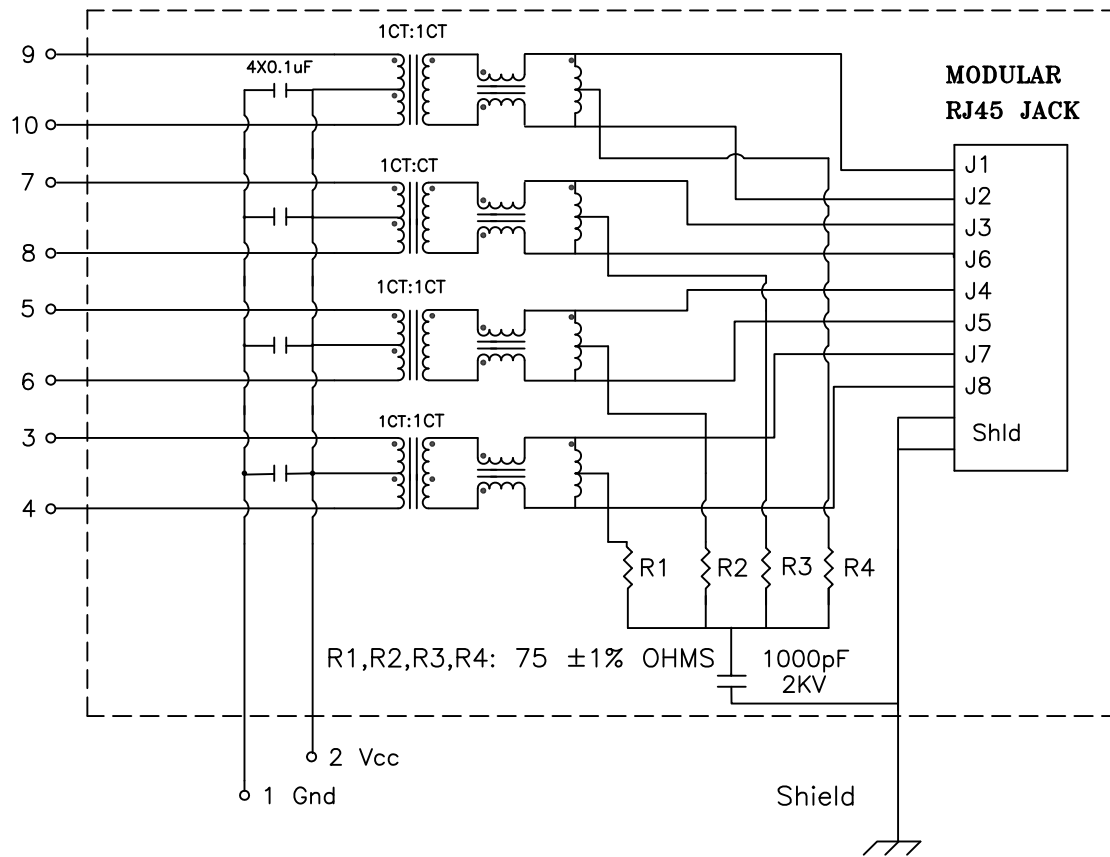 1CT:1CT
9
4X0.1uF
MODULAR
RJ45 JACK
10
1CT:CT
J1
7
J2
J3
8
J6
1CT:1CT
J4
5
J5
J7
6
J8
1CT:1CT
3
Shld
4
R1 R2 R3 R4
R1,R2,R3,R4: 75 ±1% OHMS
1000pF
2KV
2 Vcc
1 Gnd
Shield